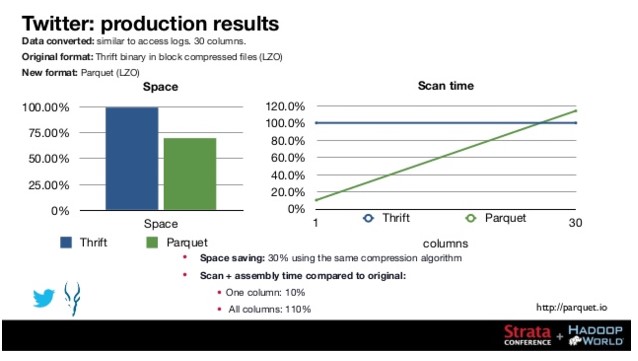 Twitter: production results
Data converted: similar to access logs. 30 columns.
Original format: Thrift binary in block compressed files (LZO)
New format: Parquet (LZO)
Space
100.00%
75.00%
50.00%
25.00%
0%
Space
Thrift
Parquet
Scan time
120.0%
100.0%
80.0%
60.0%
40.0%
20.0%
0%
1
Thrift
Parquet
30
columns
• Space saving: 30% using the same compression algorithm
• Scan + assembly time compared to original:
• One column: 10%
• All columns: 110%
http://parquet.io
Strata CONFERENCE + HADOOP WORLD